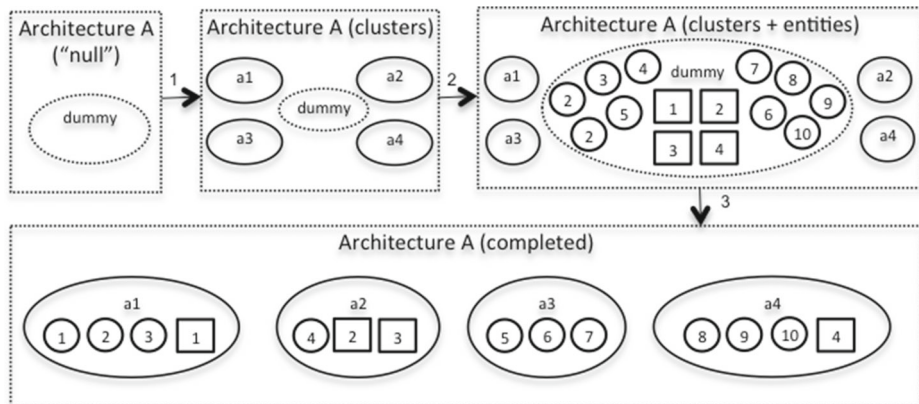 Architecture A
("null")
dummy
1
Architecture A (clusters)
a1
a2
dummy
a3
a4
2
Architecture A (clusters + entities)
a1
a3
dummy
2
3
4
5
2
1
2
3
4
7
8
9
6
10
a2
a4
3
Architecture A (completed)
a1
1
2
3
1
a2
4
2
3
a3
5
6
7
a4
8
9
10
4